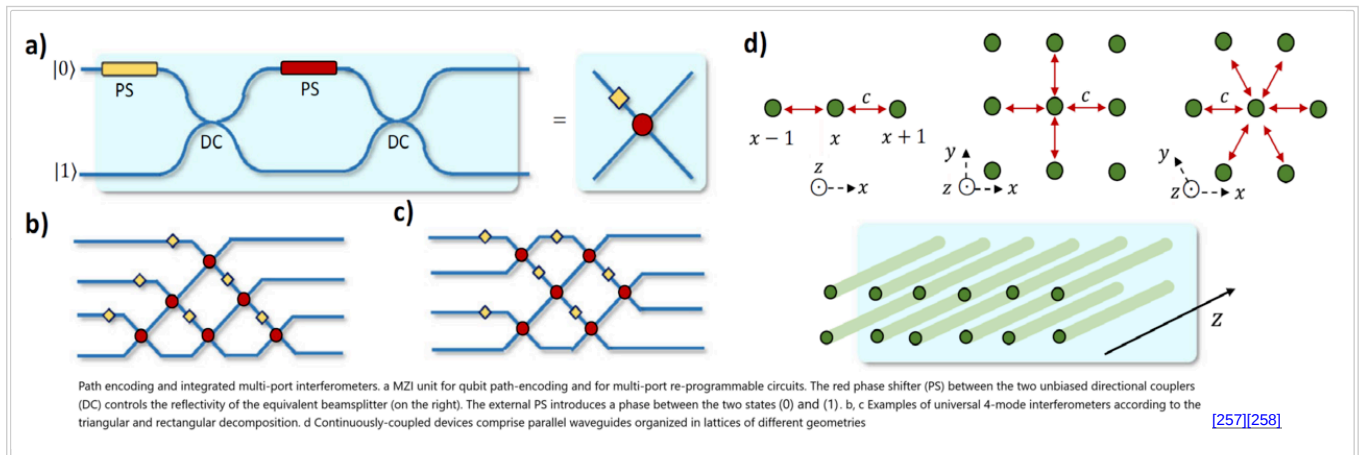 a)
|0⟩
PS
PS
DC
DC
|1⟩
=
b)
c)
d)
c
x − 1
x
x + 1
z
x
c
y
z
x
c
y
z
x
z
Path encoding and integrated multi-port interferometers. a MZI unit for qubit path-encoding and for multi-port re-programmable circuits. The red phase shifter (PS) between the two unbiased directional couplers
(DC) controls the reflectivity of the equivalent beamsplitter (on the right). The external PS introduces a phase between the two states (0) and (1). b, c Examples of universal 4-mode interferometers according to the
triangular and rectangular decomposition. d Continuously-coupled devices comprise parallel waveguides organized in lattices of different geometries
[257][258]